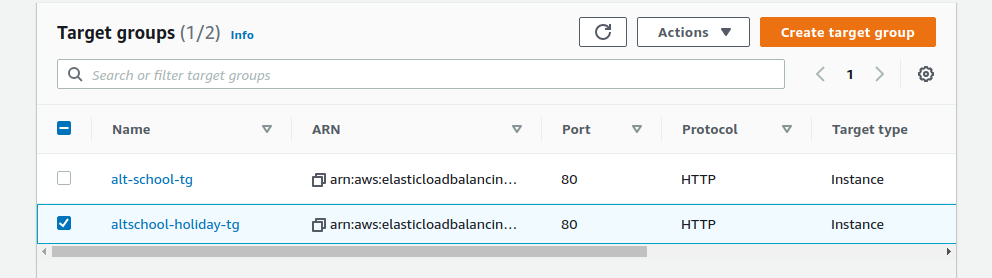 Target groups (1/2) Info Actions Create target group
Search or filter target groups 1
Name ARN Port Protocol Target type
alt-school-tg arn:aws:elasticloadbalancin... 80 HTTP Instance
altschool-holiday-tg arn:aws:elasticloadbalancin... 80 HTTP Instance